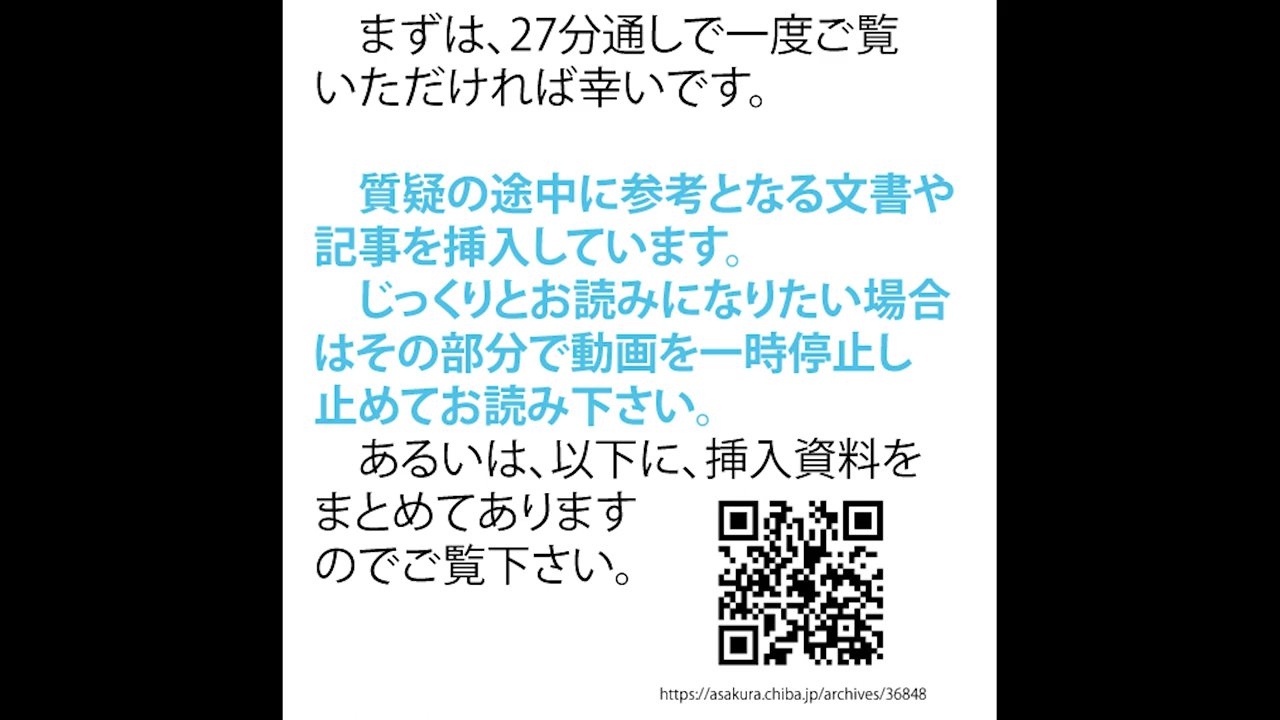 まずは、27分通しで一度ご覧
いただければ幸いです。
質疑の途中に参考となる文書や
記事を挿入しています。
じっくりとお読みになりたい場合
はその部分で動画を一時停止し
止めてお読み下さい。
あるいは、以下に、挿入資料を
まとめてあります
のでご覧下さい。
https://asakura.chiba.jp/archives/36848